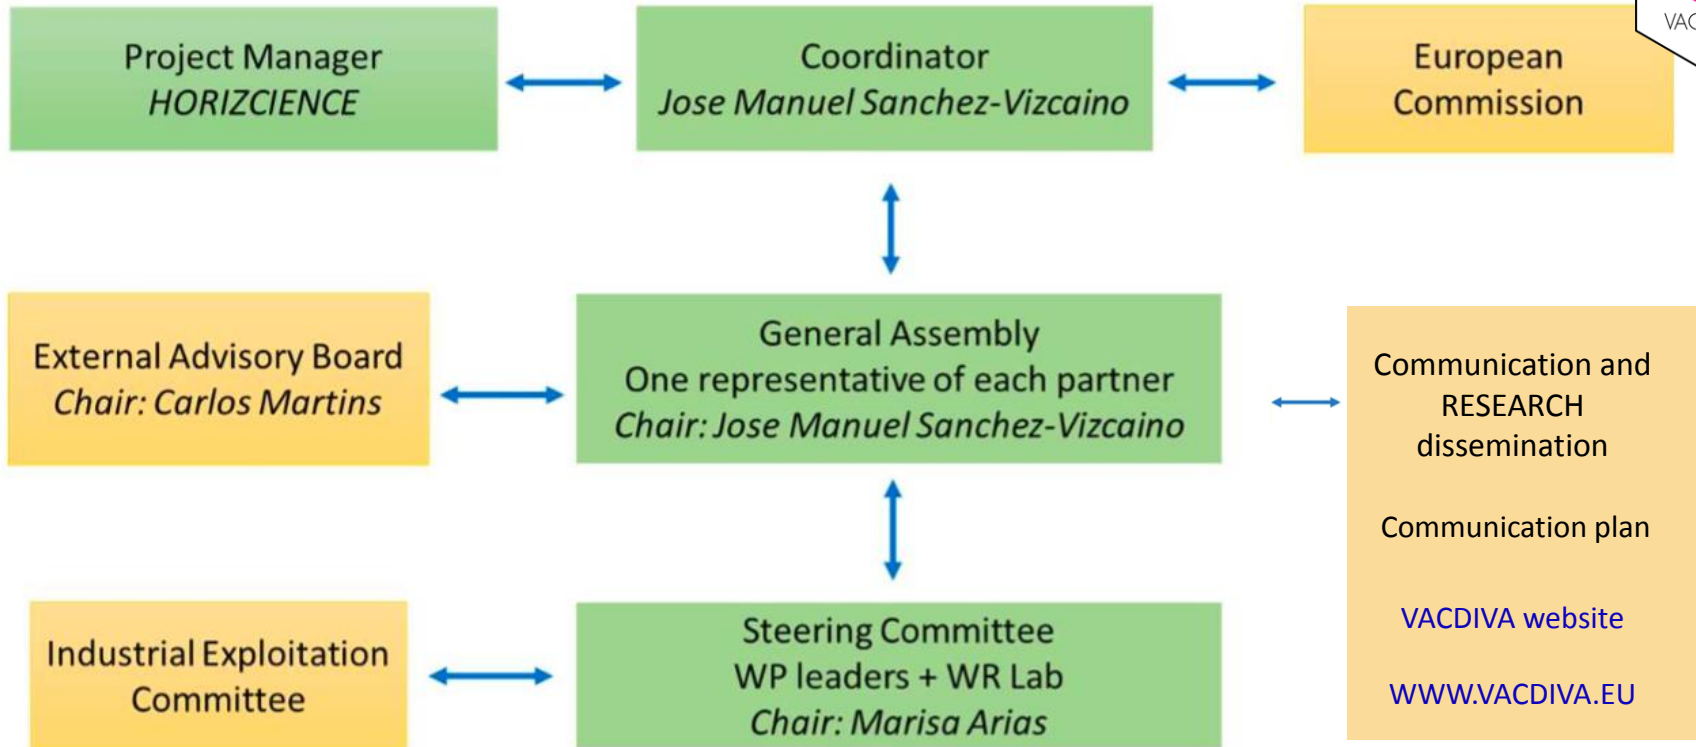 Project Manager
HORIZCIENCE
Coordinator
Jose Manuel Sanchez-Vizcaino
European
Commission
External Advisory Board
Chair: Carlos Martins
General Assembly
One representative of each partner
Chair: Jose Manuel Sanchez-Vizcaino
Communication and
RESEARCH
dissemination
Communication plan
VACDIVA website
WWW.VACDIVA.EU
Industrial Exploitation
Committee
Steering Committee
WP leaders + WR Lab
Chair: Marisa Arias